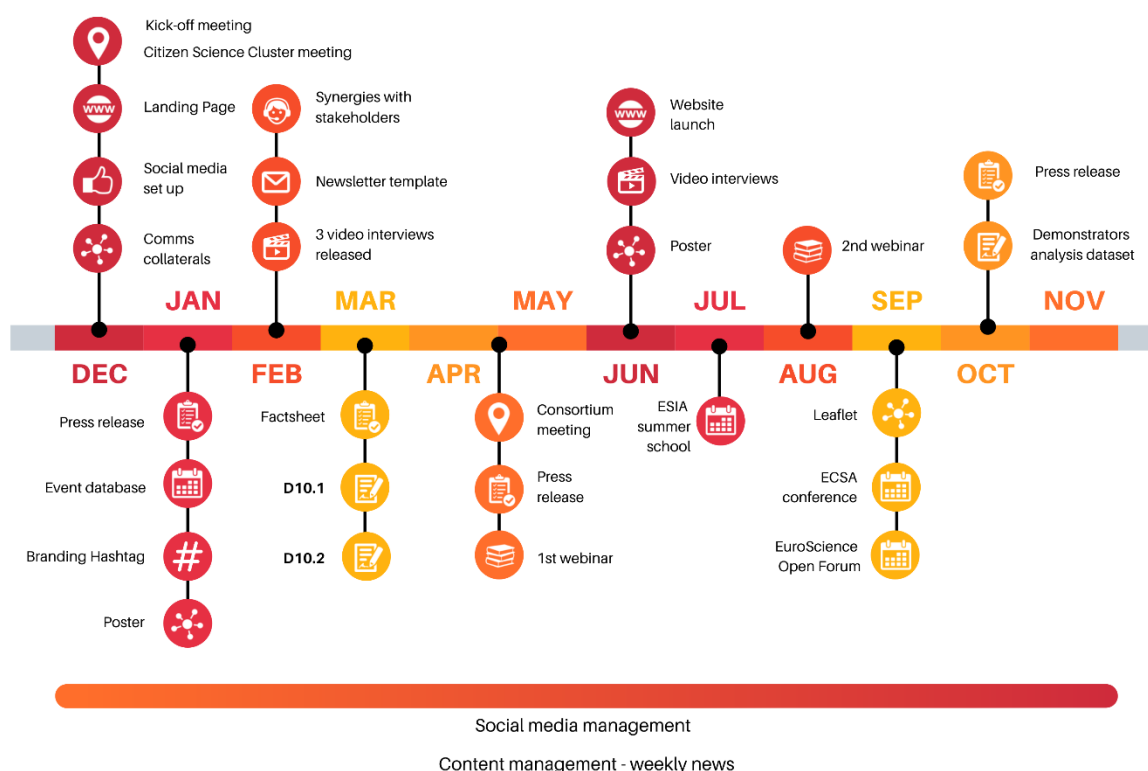 Kick-off meeting
Citizen Science Cluster meeting
www
Landing Page
Social media
set up
Comms
collaterals
Synergies with
stakeholders
Newsletter template
3 video interviews
released
www
Website
launch
Video interviews
Poster
2nd webinar
Press release
Demonstrators
analysis dataset
JAN
MAR
MAY
JUL
SEP
NOV
DEC
FEB
APR
JUN
AUG
OCT
Press release
Event database
Branding Hashtag
#
Poster
Factsheet
D10.1
D10.2
Consortium
meeting
Press
release
1st webinar
ESIA
summer
school
Leaflet
ECSA
conference
EuroScience
Open Forum
Social media management
Content management - weekly news